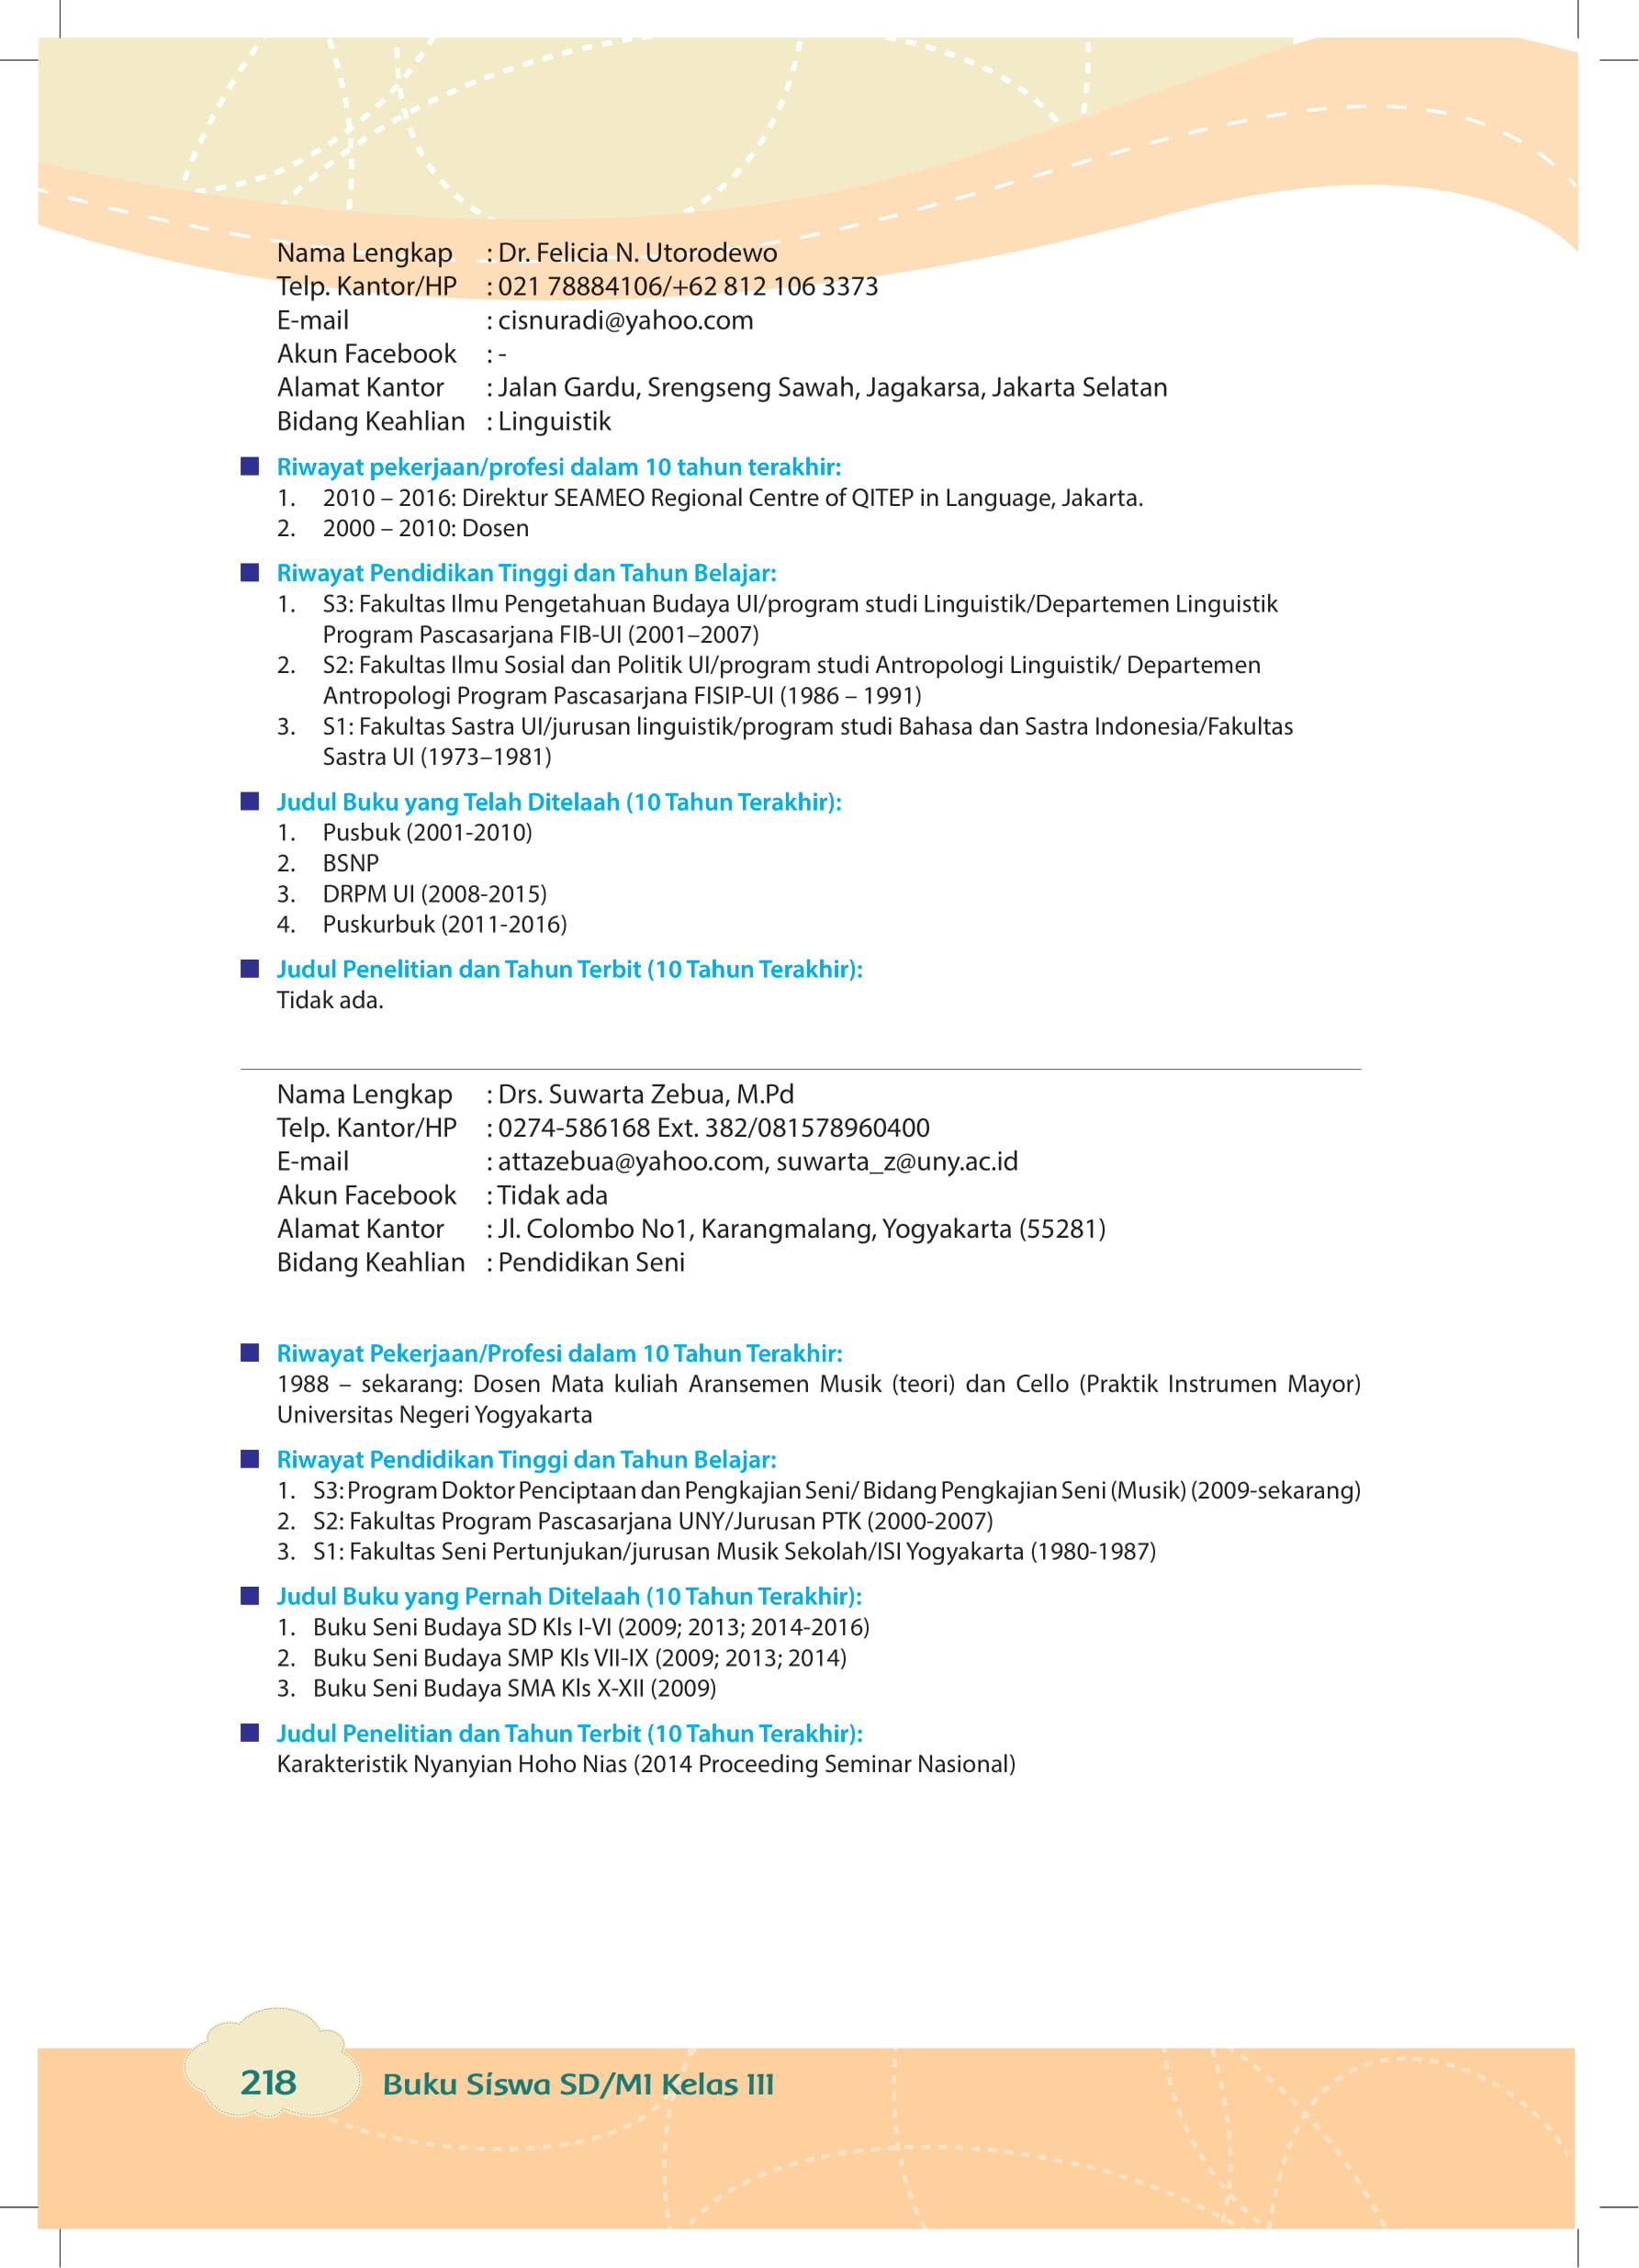 Nama Lengkap : Dr. Felicia N. Utorodewo
Telp. Kantor/HP : 021 78884106/+62 812 106 3373
E-mail : cisnuradi@yahoo.com
Akun Facebook : -
Alamat Kantor : Jalan Gardu, Srengseng Sawah, Jagakarsa, Jakarta Selatan
Bidang Keahlian : Linguistik
Riwayat pekerjaan/profesi dalam 10 tahun terakhir:
1. 2010 – 2016: Direktur SEAMEO Regional Centre of QITEP in Language, Jakarta.
2. 2000 – 2010: Dosen
Riwayat Pendidikan Tinggi dan Tahun Belajar:
1. S3: Fakultas Ilmu Pengetahuan Budaya UI/program studi Linguistik/Departemen Linguistik
Program Pascasarjana FIB-UI (2001–2007)
2. S2: Fakultas Ilmu Sosial dan Politik UI/program studi Antropologi Linguistik/ Departemen
Antropologi Program Pascasarjana FISIP-UI (1986 – 1991)
3. S1: Fakultas Sastra UI/jurusan linguistik/program studi Bahasa dan Sastra Indonesia/Fakultas
Sastra UI (1973–1981)
Judul Buku yang Telah Ditelaah (10 Tahun Terakhir):
1. Pusbuk (2001-2010)
2. BSNP
3. DRPM UI (2008-2015)
4. Puskurbuk (2011-2016)
Judul Penelitian dan Tahun Terbit (10 Tahun Terakhir):
Tidak ada.
Nama Lengkap : Drs. Suwarta Zebua, M.Pd
Telp. Kantor/HP : 0274-586168 Ext. 382/081578960400
E-mail : attazebua@yahoo.com, suwarta_z@uny.ac.id
Akun Facebook : Tidak ada
Alamat Kantor : Jl. Colombo No1, Karangmalang, Yogyakarta (55281)
Bidang Keahlian : Pendidikan Seni
Riwayat Pekerjaan/Profesi dalam 10 Tahun Terakhir:
1988 – sekarang: Dosen Mata kuliah Aransemen Musik (teori) dan Cello (Praktik Instrumen Mayor)
Universitas Negeri Yogyakarta
Riwayat Pendidikan Tinggi dan Tahun Belajar:
1. S3: Program Doktor Penciptaan dan Pengkajian Seni/ Bidang Pengkajian Seni (Musik) (2009-sekarang)
2. S2: Fakultas Program Pascasarjana UNY/Jurusan PTK (2000-2007)
3. S1: Fakultas Seni Pertunjukan/jurusan Musik Sekolah/ISI Yogyakarta (1980-1987)
Judul Buku yang Pernah Ditelaah (10 Tahun Terakhir):
1. Buku Seni Budaya SD Kls I-VI (2009; 2013; 2014-2016)
2. Buku Seni Budaya SMP Kls VII-IX (2009; 2013; 2014)
3. Buku Seni Budaya SMA Kls X-XII (2009)
Judul Penelitian dan Tahun Terbit (10 Tahun Terakhir):
Karakteristik Nyanyian Hoho Nias (2014 Proceeding Seminar Nasional)
218 Buku Siswa SD/MI Kelas III